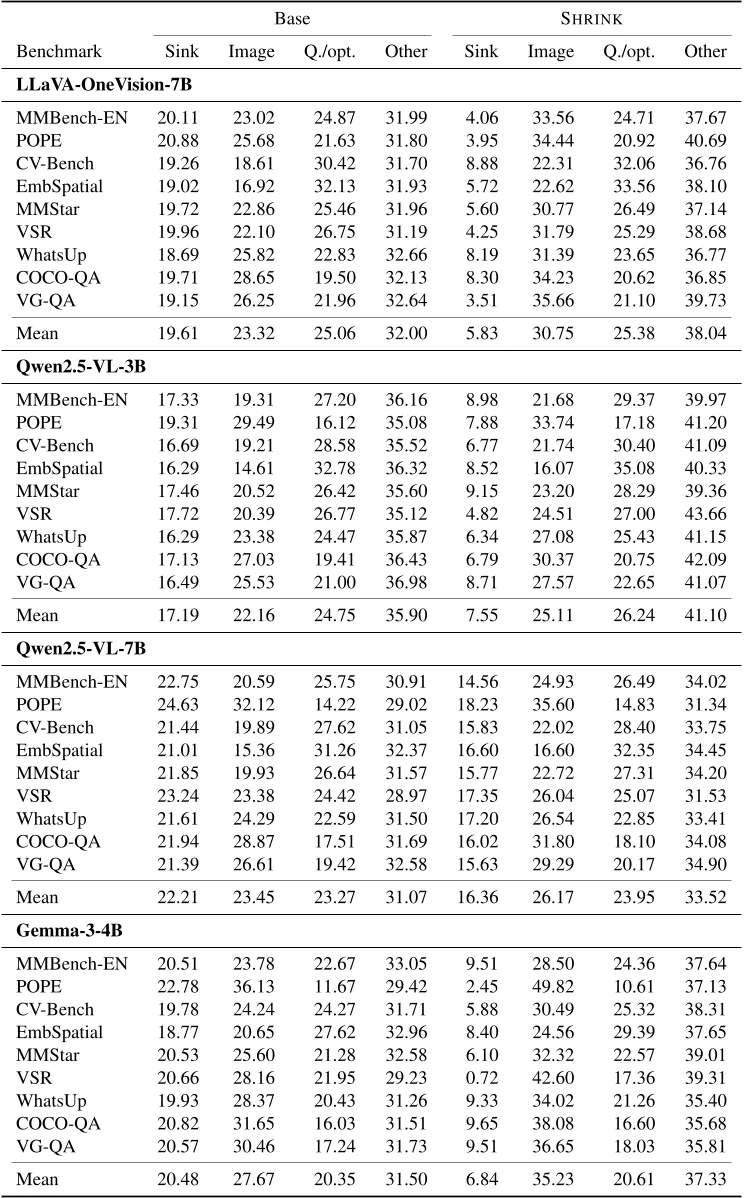 Base SHRINK
Benchmark Sink Image Q./opt. Other Sink Image Q./opt. Other
LLaVA-OneVision-7B
MMBench-EN 20.11 23.02 24.87 31.99 4.06 33.56 24.71 37.67
POPE 20.88 25.68 21.63 31.80 3.95 34.44 20.92 40.69
CV-Bench 19.26 18.61 30.42 31.70 8.88 22.31 32.06 36.76
EmbSpatial 19.02 16.92 32.13 31.93 5.72 22.62 33.56 38.10
MMStar 19.72 22.86 25.46 31.96 5.60 30.77 26.49 37.14
VSR 19.96 22.10 26.75 31.19 4.25 31.79 25.29 38.68
WhatsUp 18.69 25.82 22.83 32.66 8.19 31.39 23.65 36.77
COCO-QA 19.71 28.65 19.50 32.13 8.30 34.23 20.62 36.85
VG-QA 19.15 26.25 21.96 32.64 3.51 35.66 21.10 39.73
Mean 19.61 23.32 25.06 32.00 5.83 30.75 25.38 38.04
Qwen2.5-VL-3B
MMBench-EN 17.33 19.31 27.20 36.16 8.98 21.68 29.37 39.97
POPE 19.31 29.49 16.12 35.08 7.88 33.74 17.18 41.20
CV-Bench 16.69 19.21 28.58 35.52 6.77 21.74 30.40 41.09
EmbSpatial 16.29 14.61 32.78 36.32 8.52 16.07 35.08 40.33
MMStar 17.46 20.52 26.42 35.60 9.15 23.20 28.29 39.36
VSR 17.72 20.39 26.77 35.12 4.82 24.51 27.00 43.66
WhatsUp 16.29 23.38 24.47 35.87 6.34 27.08 25.43 41.15
COCO-QA 17.13 27.03 19.41 36.43 6.79 30.37 20.75 42.09
VG-QA 16.49 25.53 21.00 36.98 8.71 27.57 22.65 41.07
Mean 17.19 22.16 24.75 35.90 7.55 25.11 26.24 41.10
Qwen2.5-VL-7B
MMBench-EN 22.75 20.59 25.75 30.91 14.56 24.93 26.49 34.02
POPE 24.63 32.12 14.22 29.02 18.23 35.60 14.83 31.34
CV-Bench 21.44 19.89 27.62 31.05 15.83 22.02 28.40 33.75
EmbSpatial 21.01 15.36 31.26 32.37 16.60 16.60 32.35 34.45
MMStar 21.85 19.93 26.64 31.57 15.77 22.72 27.31 34.20
VSR 23.24 23.38 24.42 28.97 17.35 26.04 25.07 31.53
WhatsUp 21.61 24.29 22.59 31.50 17.20 26.54 22.85 33.41
COCO-QA 21.94 28.87 17.51 31.69 16.02 31.80 18.10 34.08
VG-QA 21.39 26.61 19.42 32.58 15.63 29.29 20.17 34.90
Mean 22.21 23.45 23.27 31.07 16.36 26.17 23.95 33.52
Gemma-3-4B
MMBench-EN 20.51 23.78 22.67 33.05 9.51 28.50 24.36 37.64
POPE 22.78 36.13 11.67 29.42 2.45 49.82 10.61 37.13
CV-Bench 19.78 24.24 24.27 31.71 5.88 30.49 25.32 38.31
EmbSpatial 18.77 20.65 27.62 32.96 8.40 24.56 29.39 37.65
MMStar 20.53 25.60 21.28 32.58 6.10 32.32 22.57 39.01
VSR 20.66 28.16 21.95 29.23 0.72 42.60 17.36 39.31
WhatsUp 19.93 28.37 20.43 31.26 9.33 34.02 21.26 35.40
COCO-QA 20.82 31.65 16.03 31.51 9.65 38.08 16.60 35.68
VG-QA 20.57 30.46 17.24 31.73 9.51 36.65 18.03 35.81
Mean 20.48 27.67 20.35 31.50 6.84 35.23 20.61 37.33